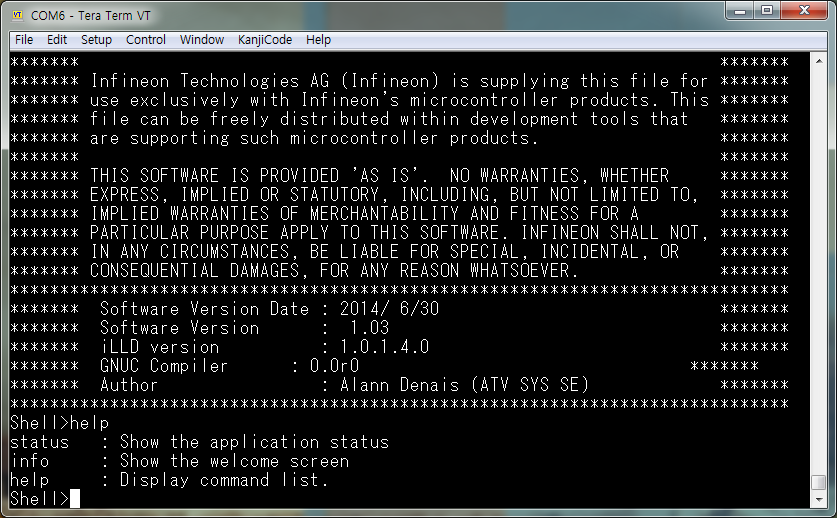 COM6 - Tera Term VT
File Edit Setup Control Window KanjiCode Help
*******                                                                *******
******* Infineon Technologies AG (Infineon) is supplying this file for *******
******* use exclusively with Infineon's microcontroller products. This *******
******* file can be freely distributed within development tools that   *******
******* are supporting such microcontroller products.                  *******
*******                                                                *******
******* THIS SOFTWARE IS PROVIDED 'AS IS'.  NO WARRANTIES, WHETHER     *******
******* EXPRESS, IMPLIED OR STATUTORY, INCLUDING, BUT NOT LIMITED TO,  *******
******* IMPLIED WARRANTIES OF MERCHANTABILITY AND FITNESS FOR A        *******
******* PARTICULAR PURPOSE APPLY TO THIS SOFTWARE. INFINEON SHALL NOT, *******
******* IN ANY CIRCUMSTANCES, BE LIABLE FOR SPECIAL, INCIDENTAL, OR    *******
******* CONSEQUENTIAL DAMAGES, FOR ANY REASON WHATSOEVER.              *******
******************************************************************************
*******  Software Version Date : 2014/ 6/30                            *******
*******  Software Version      :  1.03                                 *******
*******  iLLD version          : 1.0.1.4.0                             *******
*******  GNUC Compiler      : 0.0r0                                 *******
*******  Author                : Alann Denais (ATV SYS SE)             *******
******************************************************************************
Shell>help
status   : Show the application status
info     : Show the welcome screen
help     : Display command list.
Shell>